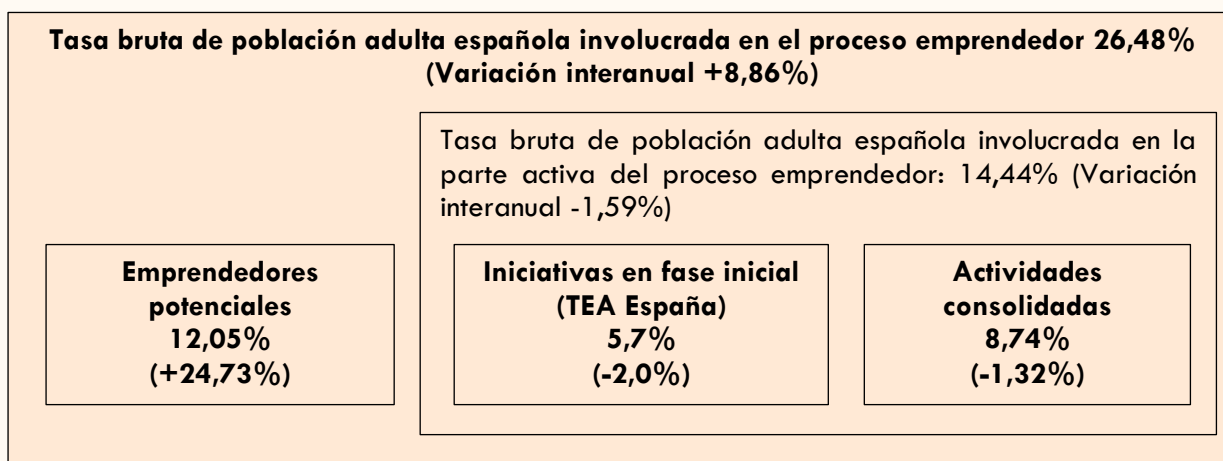 Tasa bruta de población adulta española involucrada en el proceso emprendedor 26,48%
(Variación interanual +8,86%)
Tasa bruta de población adulta española involucrada en la
parte activa del proceso emprendedor: 14,44% (Variación
interanual -1,59%)
Emprendedores
potenciales
12,05%
(+24,73%)
Iniciativas en fase inicial
(TEA España)
5,7%
(-2,0%)
Actividades
consolidadas
8,74%
(-1,32%)